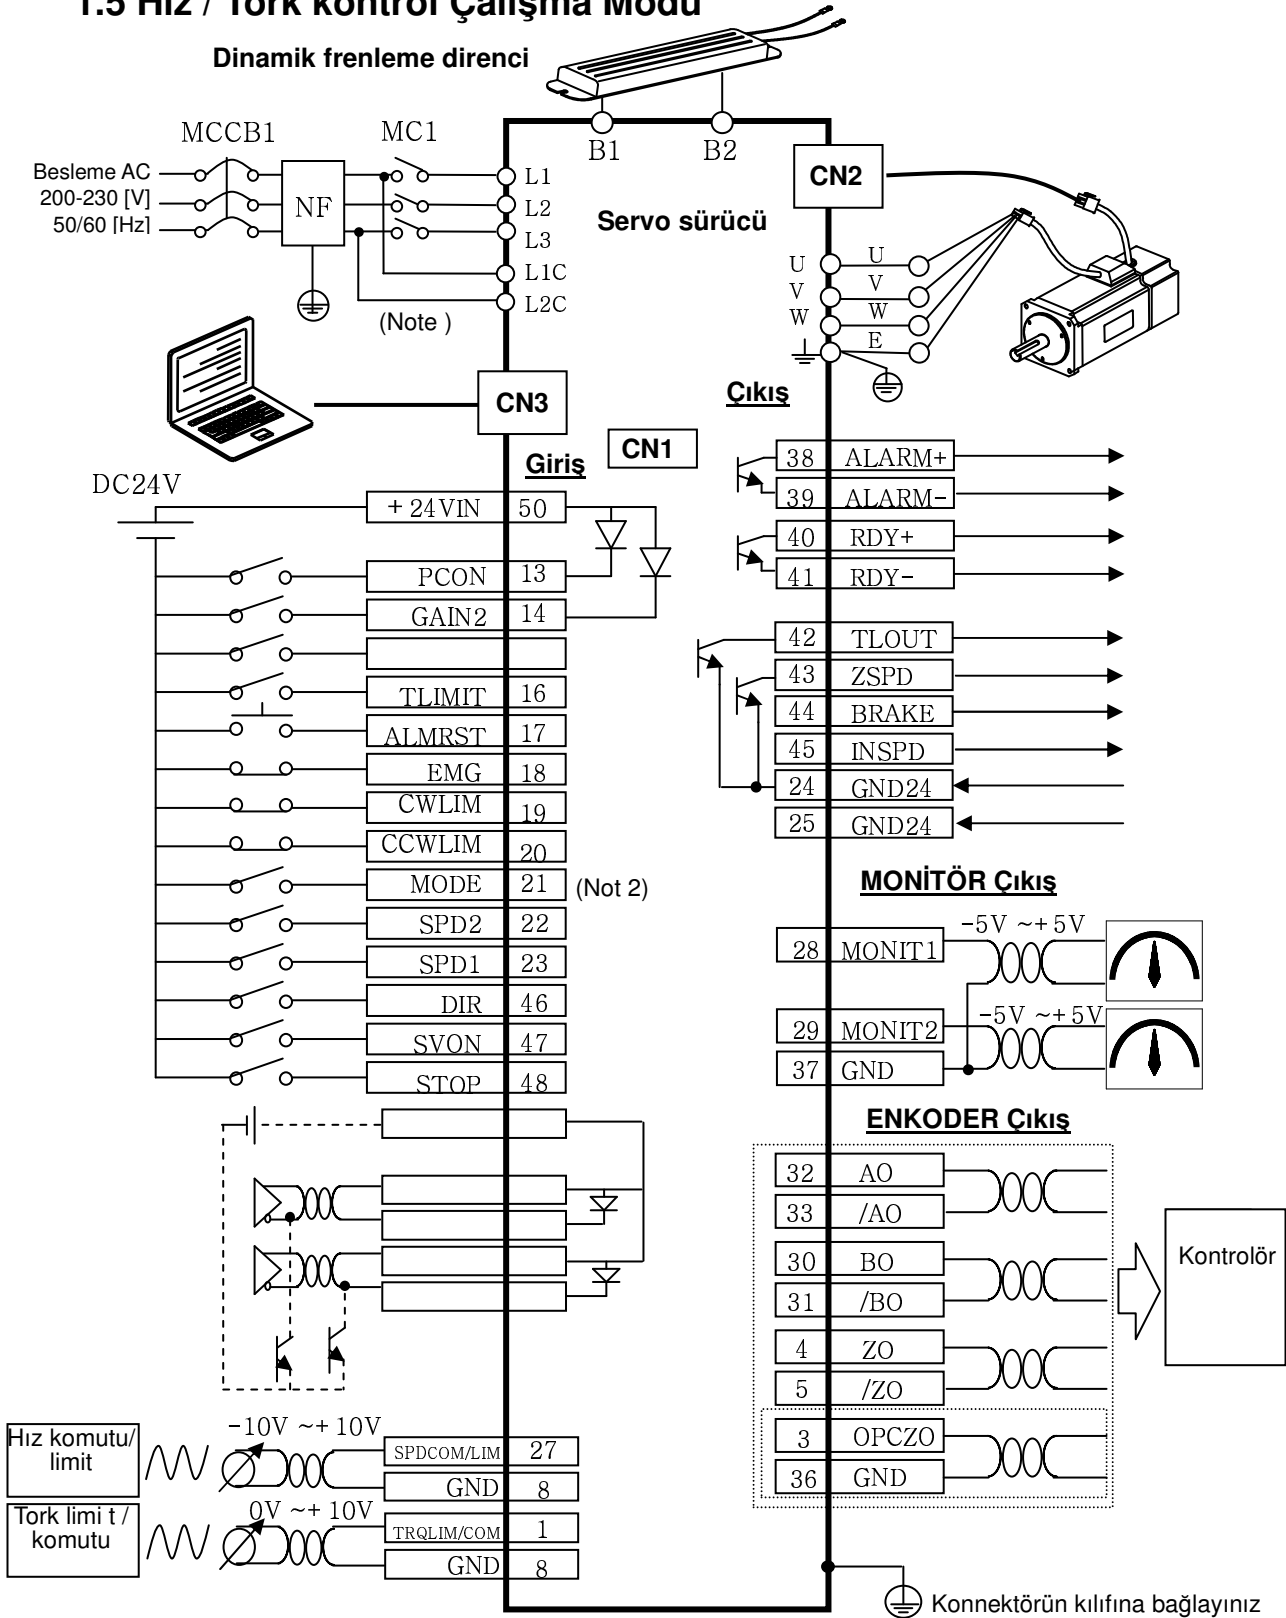 1.5 Hız / Tork kontrol Çalışma Modu
Dinamik frenleme direnci
MCCB1
MC1
B1
B2
CN2
Besleme AC
200-230 [V]
50/60 [Hz]
NF
L1
L2
L3
L1C
L2C
(Note )
Servo sürücü
U
V
W
U
V
W
E
CN3
CN1
Giriş
Çıkış
DC24V
+24VIN 50
PCON 13
GAIN2 14
TLIMIT 16
ALMRST 17
EMG 18
CWLIM 19
CCWLIM 20
MODE 21 (Not 2)
SPD2 22
SPD1 23
DIR 46
SVON 47
STOP 48
38 ALARM+
39 ALARM-
40 RDY+
41 RDY-
42 TLOUT
43 ZSPD
44 BRAKE
45 INSPD
24 GND24
25 GND24
MONİTÖR Çıkış
-5V ~+5V
28 MONIT1
-5V ~+5V
29 MONIT2
37 GND
ENKODER Çıkış
32 AO
33 /AO
30 BO
31 /BO
4 ZO
5 /ZO
3 OPCZO
36 GND
Kontrolör
Hız komutu/
limit
-10V ~+10V
SPDCOM/LIM 27
GND 8
Tork limi t /
komutu
0V ~+10V
TRQLIM/COM 1
GND 8
Konnektörün kılıfına bağlayınız